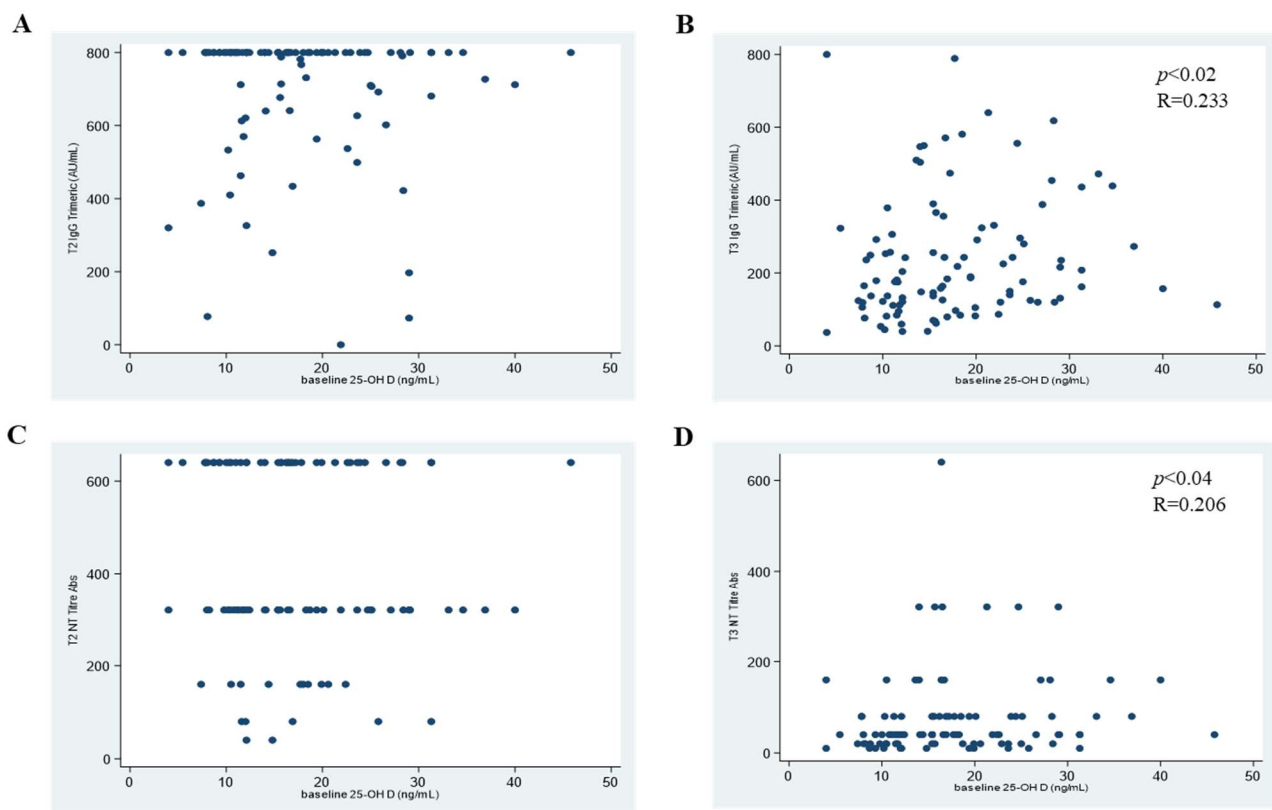 A
800
600
400
200
0
T2 IgG Trimeric (AU/mL)
0 10 20 30 40 50
baseline 25-OH D (ng/mL)
B
p<0.02
R=0.233
800
600
400
200
0
T3 IgG Trimeric (AU/mL)
0 10 20 30 40 50
baseline 25-OH D (ng/mL)
C
600
400
200
0
T2 NT Titre Abs
0 10 20 30 40 50
baseline 25-OH D (ng/mL)
D
p<0.04
R=0.206
600
400
200
0
T3 NT Titre Abs
0 10 20 30 40 50
baseline 25-OH D (ng/mL)